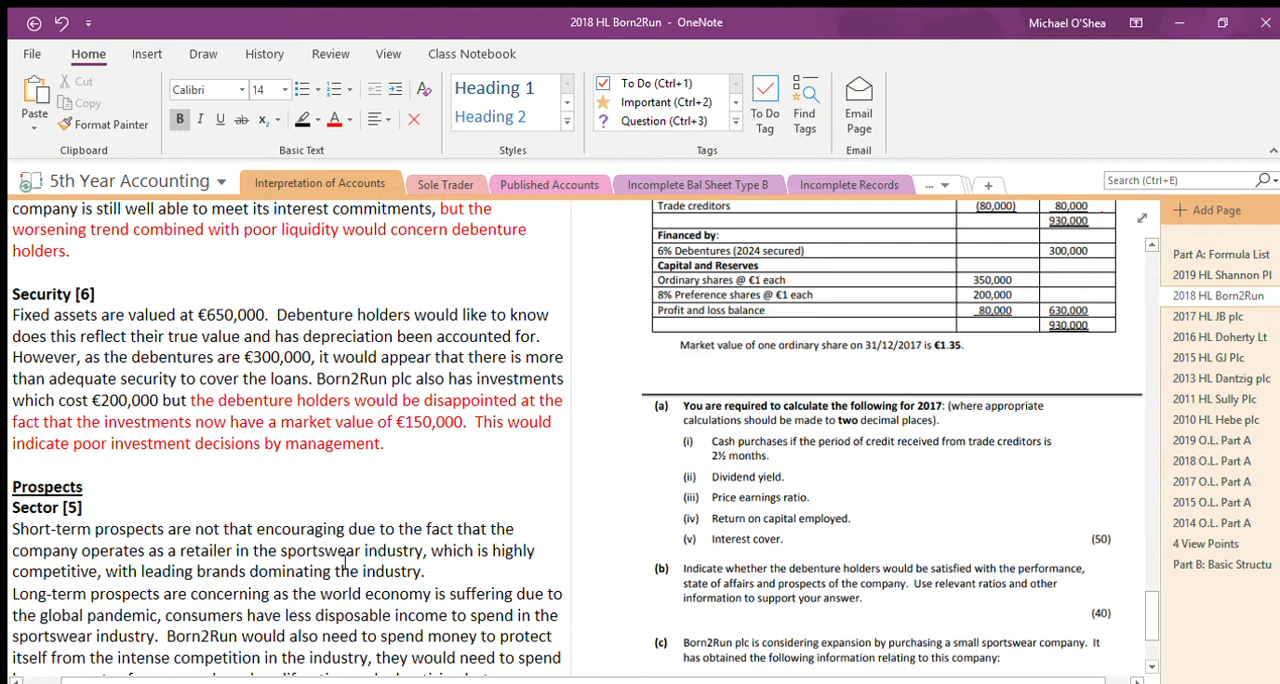 2018 HL Born2Run - OneNote
Michael O'Shea
File Home Insert Draw History Review View Class Notebook
Paste
Cut
Copy
Format Painter
Clipboard
Calibri 14
B I U ab x₂ A
Basic Text
Heading 1
Heading 2
Styles
To Do (Ctrl+1)
Important (Ctrl+2)
? Question (Ctrl+3)
To Do Tag
Find Tags
Tags
Email Page
Email
5th Year Accounting
Interpretation of Accounts
Sole Trader
Published Accounts
Incomplete Bal Sheet Type B
Incomplete Records
...
+
Search (Ctrl+E)
company is still well able to meet its interest commitments, but the
worsening trend combined with poor liquidity would concern debenture
holders.
Security [6]
Fixed assets are valued at €650,000. Debenture holders would like to know
does this reflect their true value and has depreciation been accounted for.
However, as the debentures are €300,000, it would appear that there is more
than adequate security to cover the loans. Born2Run plc also has investments
which cost €200,000 but the debenture holders would be disappointed at the
fact that the investments now have a market value of €150,000. This would
indicate poor investment decisions by management.
Prospects
Sector [5]
Short-term prospects are not that encouraging due to the fact that the
company operates as a retailer in the sportswear industry, which is highly
competitive, with leading brands dominating the industry.
Long-term prospects are concerning as the world economy is suffering due to
the global pandemic, consumers have less disposable income to spend in the
sportswear industry. Born2Run would also need to spend money to protect
itself from the intense competition in the industry, they would need to spend
Trade creditors (80,000) 80,000
930,000
Financed by:
6% Debentures (2024 secured) 300,000
Capital and Reserves
Ordinary shares @ €1 each 350,000
8% Preference shares @ €1 each 200,000
Profit and loss balance 80,000 630,000
930,000
Market value of one ordinary share on 31/12/2017 is €1.35.
(a) You are required to calculate the following for 2017: (where appropriate
calculations should be made to two decimal places).
(i) Cash purchases if the period of credit received from trade creditors is
2½ months.
(ii) Dividend yield.
(iii) Price earnings ratio.
(iv) Return on capital employed.
(v) Interest cover. (50)
(b) Indicate whether the debenture holders would be satisfied with the performance,
state of affairs and prospects of the company. Use relevant ratios and other
information to support your answer.
(40)
(c) Born2Run plc is considering expansion by purchasing a small sportswear company. It
has obtained the following information relating to this company:
Add Page
Part A: Formula List
2019 HL Shannon Pl
2018 HL Born2Run
2017 HL JB plc
2016 HL Doherty Lt
2015 HL GJ Plc
2013 HL Dantzig plc
2011 HL Sully Plc
2010 HL Hebe plc
2019 O.L. Part A
2018 O.L. Part A
2017 O.L. Part A
2015 O.L. Part A
2014 O.L. Part A
4 View Points
Part B: Basic Structu